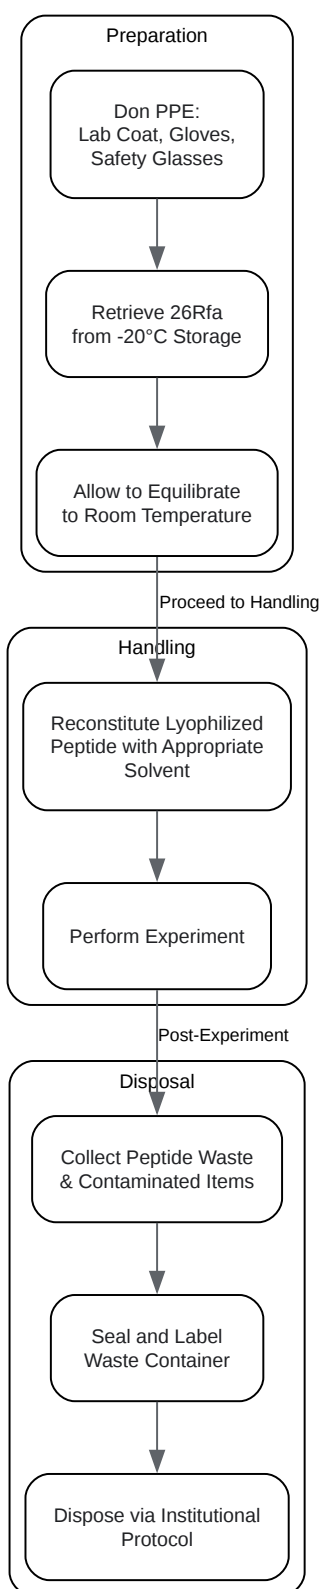 Preparation
Don PPE:
Lab Coat, Gloves,
Safety Glasses
Retrieve 26Rfa
from -20°C Storage
Allow to Equilibrate
to Room Temperature
Proceed to Handling
Handling
Reconstitute Lyophilized
Peptide with Appropriate
Solvent
Perform Experiment
Post-Experiment
Disposal
Collect Peptide Waste
& Contaminated Items
Seal and Label
Waste Container
Dispose via Institutional
Protocol